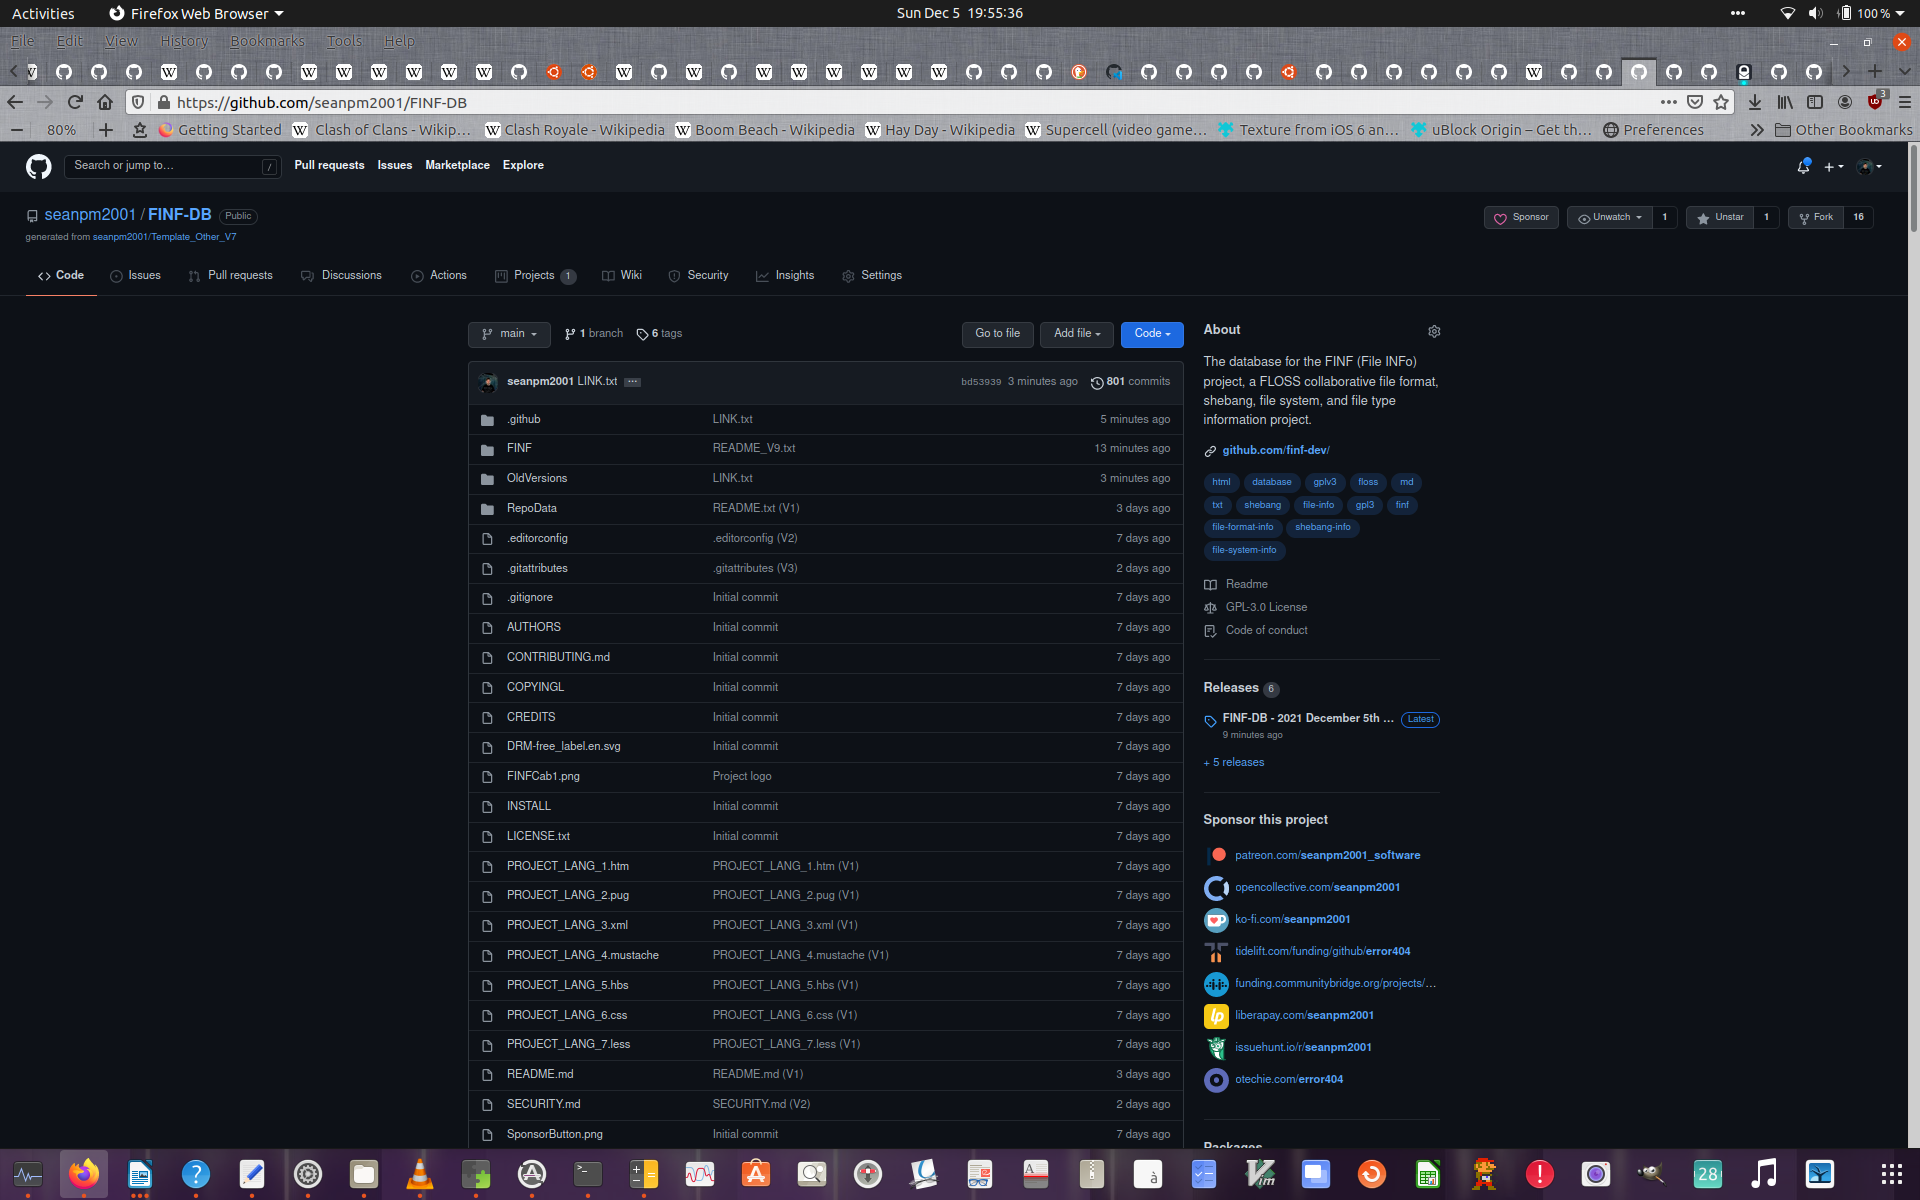 Activities Firefox Web Browser Sun Dec 5 19:55:36 100 %
File Edit View History Bookmarks Tools Help
https://github.com/seanpm2001/FINF-DB 3
80% Getting Started Clash of Clans - Wikip… Clash Royale - Wikipedia Boom Beach - Wikipedia Hay Day - Wikipedia Supercell (video game… Texture from iOS 6 an… uBlock Origin – Get th… Preferences Other Bookmarks
Search or jump to… / Pull requests Issues Marketplace Explore
seanpm2001 / FINF-DB Public Sponsor Unwatch 1 Unstar 1 Fork 16
generated from seanpm2001/Template_Other_V7
Code Issues Pull requests Discussions Actions Projects 1 Wiki Security Insights Settings
main 1 branch 6 tags Go to file Add file Code
seanpm2001 LINK.txt … bd53939 3 minutes ago 801 commits
.github LINK.txt 5 minutes ago
FINF README_V9.txt 13 minutes ago
OldVersions LINK.txt 3 minutes ago
RepoData README.txt (V1) 3 days ago
.editorconfig .editorconfig (V2) 7 days ago
.gitattributes .gitattributes (V3) 2 days ago
.gitignore Initial commit 7 days ago
AUTHORS Initial commit 7 days ago
CONTRIBUTING.md Initial commit 7 days ago
COPYINGL Initial commit 7 days ago
CREDITS Initial commit 7 days ago
DRM-free_label.en.svg Initial commit 7 days ago
FINFCab1.png Project logo 7 days ago
INSTALL Initial commit 7 days ago
LICENSE.txt Initial commit 7 days ago
PROJECT_LANG_1.htm PROJECT_LANG_1.htm (V1) 7 days ago
PROJECT_LANG_2.pug PROJECT_LANG_2.pug (V1) 7 days ago
PROJECT_LANG_3.xml PROJECT_LANG_3.xml (V1) 7 days ago
PROJECT_LANG_4.mustache PROJECT_LANG_4.mustache (V1) 7 days ago
PROJECT_LANG_5.hbs PROJECT_LANG_5.hbs (V1) 7 days ago
PROJECT_LANG_6.css PROJECT_LANG_6.css (V1) 7 days ago
PROJECT_LANG_7.less PROJECT_LANG_7.less (V1) 7 days ago
README.md README.md (V1) 3 days ago
SECURITY.md SECURITY.md (V2) 2 days ago
SponsorButton.png Initial commit 7 days ago
About
The database for the FINF (File INFo)
project, a FLOSS collaborative file format,
shebang, file system, and file type
information project.
github.com/finf-dev/
html database gplv3 floss md
txt shebang file-info gpl3 finf
file-format-info shebang-info
file-system-info
Readme
GPL-3.0 License
Code of conduct
Releases 6
FINF-DB - 2021 December 5th … Latest
9 minutes ago
+ 5 releases
Sponsor this project
patreon.com/seanpm2001_software
opencollective.com/seanpm2001
ko-fi.com/seanpm2001
tidelift.com/funding/github/error404
funding.communitybridge.org/projects/…
liberapay.com/seanpm2001
issuehunt.io/r/seanpm2001
otechie.com/error404
Packages
28